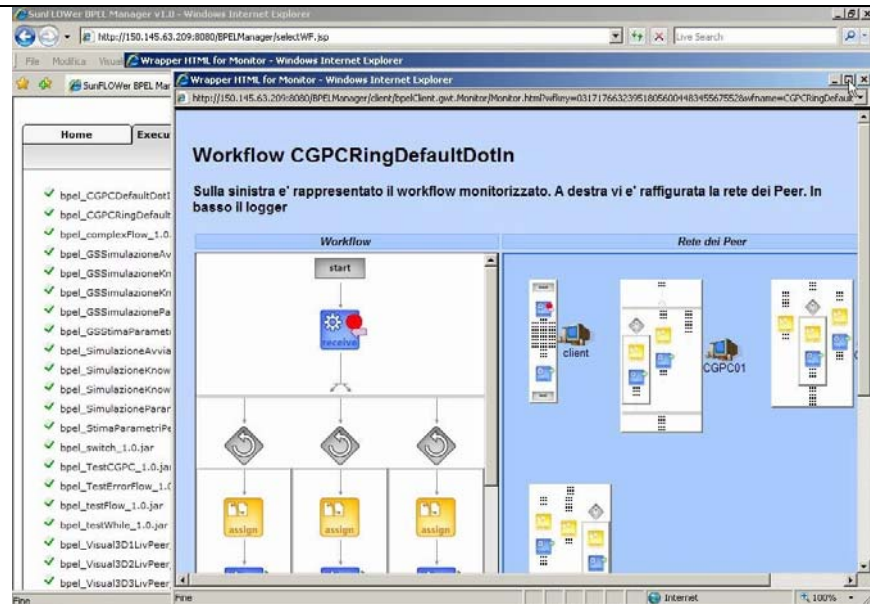 SunFLOWer BPEL Manager v1.0 - Windows Internet Explorer
http://150.145.63.209:8080/BPELManager/selectWF.jsp
Live Search
File Modifica Visual
Wrapper HTML for Monitor - Windows Internet Explorer
SunFLOWer BPEL Mar
Wrapper HTML for Monitor - Windows Internet Explorer
Home
Execu
Workflow CGPCRingDefaultDotIn
Sulla sinistra e' rappresentato il workflow monitorizzato. A destra vi e' raffigurata la rete dei Peer. In
basso il logger
bpel_CGPCDefaultDotI
bpel_CGPCRingDefault
bpel_complexFlow_1.0.
bpel_GSSimulazioneAv
bpel_GSSimulazioneKn
bpel_GSSimulazioneKn
bpel_GSSimulazionePa
bpel_GSStimaParameti
bpel_SimulazioneAvvia
bpel_SimulazioneKnow
bpel_SimulazioneKnow
bpel_SimulazioneParar
bpel_StimaParametriPe
bpel_switch_1.0.jar
bpel_TestCGPC_1.0.jar
bpel_TestErrorFlow_1.0
bpel_testFlow_1.0.jar
bpel_testWhile_1.0.jar
bpel_Visual3D1LivPeer
bpel_Visual3D2LivPeer
bpel_Visual3D3LivPeer
Workflow
start
receive
assign
assign
assign
Rete dei Peer
client
CGPC01
Fine
Fine
Internet
100%